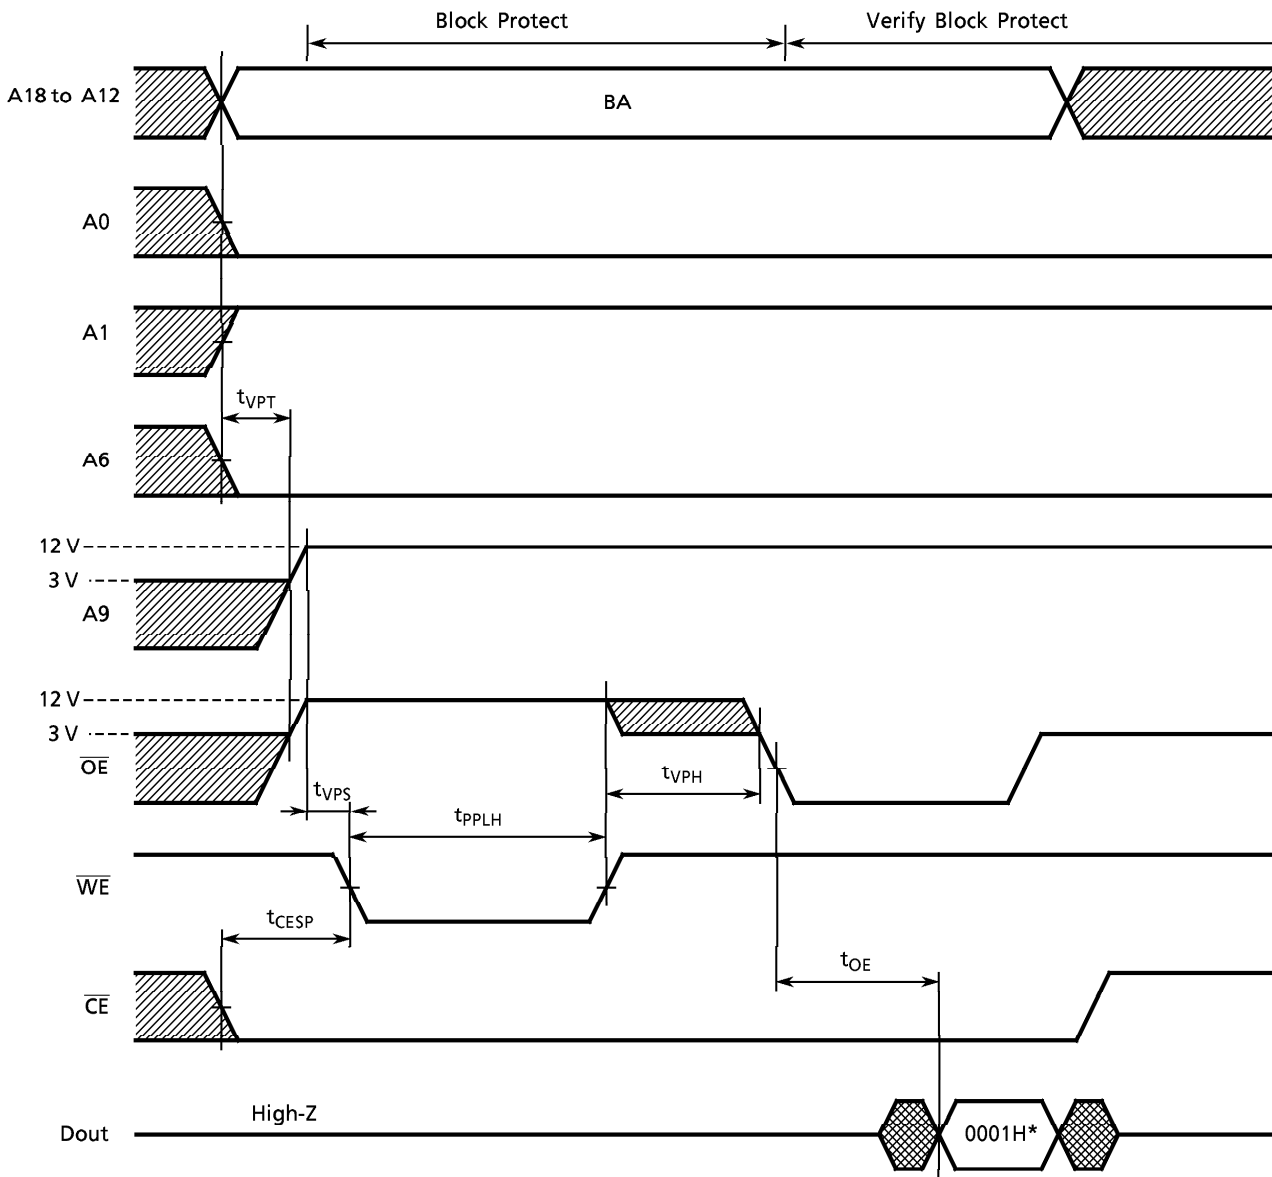 Block Protect
Verify Block Protect
A18 to A12
BA
A0
A1
tVPT
A6
12 V
3 V
A9
12 V
3 V
OE
tVPS
tVPH
tPPLH
WE
tCESP
tOE
CE
High-Z
Dout
0001H*